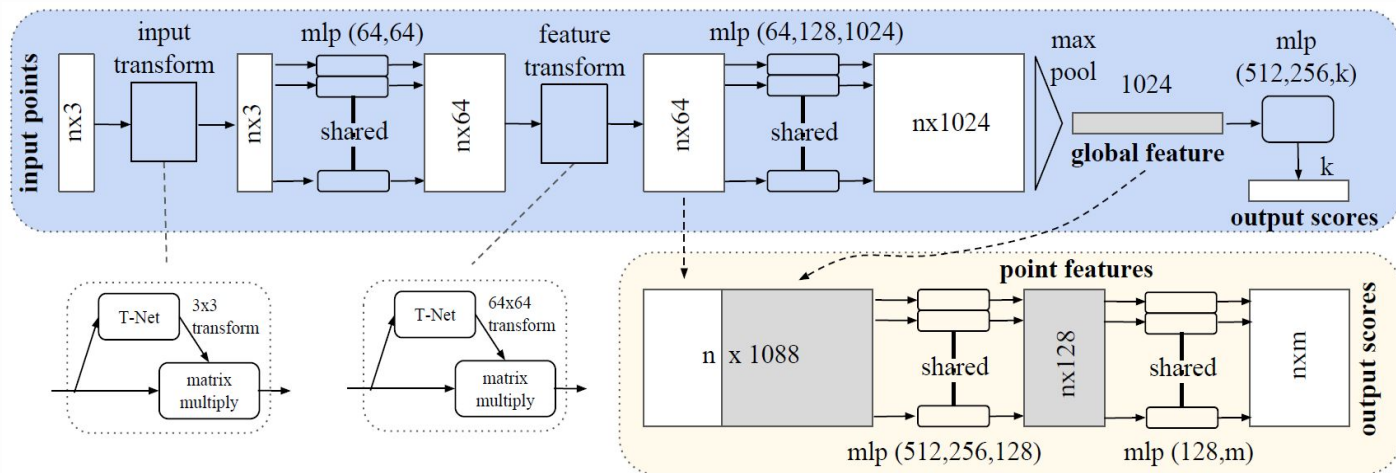 input points
nx3
input
transform
nx3
mlp (64,64)
shared
nx64
feature
transform
nx64
mlp (64,128,1024)
shared
nx1024
max
pool
1024
global feature
mlp
(512,256,k)
k
output scores
T-Net
3x3
transform
matrix
multiply
T-Net
64x64
transform
matrix
multiply
point features
n x 1088
shared
mlp (512,256,128)
nx128
shared
mlp (128,m)
nxm
output scores